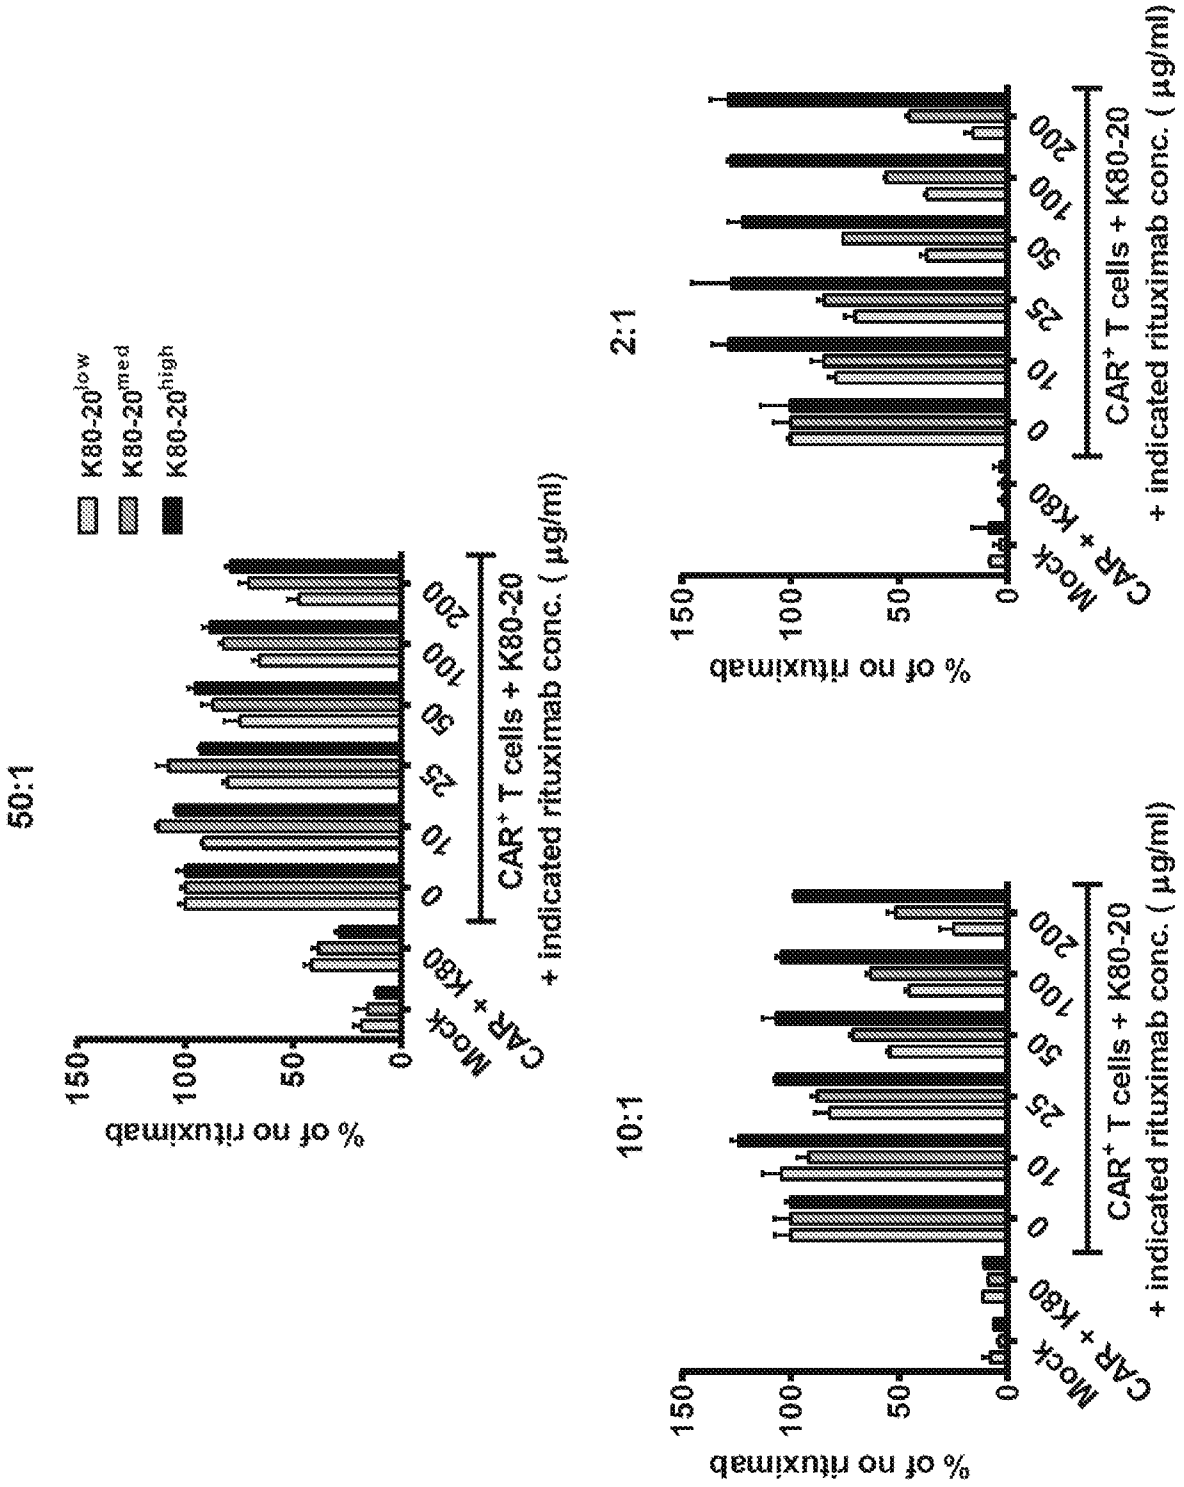 50:1
K80-20low
K80-20med
K80-20high
% of no rituximab
150
100
50
0
Mock
CAR + K80
0
10
25
50
100
200
CAR+ T cells + K80-20
+ indicated rituximab conc. ( µg/ml)
10:1
% of no rituximab
150
100
50
0
Mock
CAR + K80
0
10
25
50
100
200
CAR+ T cells + K80-20
+ indicated rituximab conc. ( µg/ml)
2:1
% of no rituximab
150
100
50
0
Mock
CAR + K80
0
10
25
50
100
200
CAR+ T cells + K80-20
+ indicated rituximab conc. ( µg/ml)